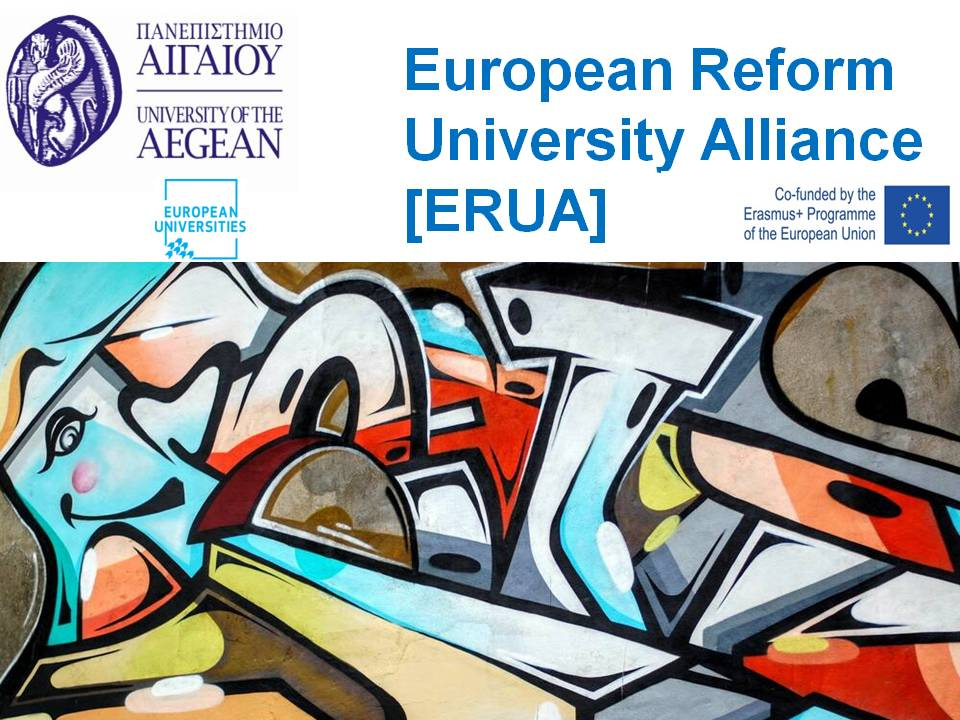 ΠΑΝΕΠΙΣΤΗΜΙΟ
ΑΙΓΑΙΟΥ
UNIVERSITY OF THE
AEGEAN
European Reform
University Alliance
[ERUA]
EUROPEAN
UNIVERSITIES
Co-funded by the
Erasmus+ Programme
of the European Union